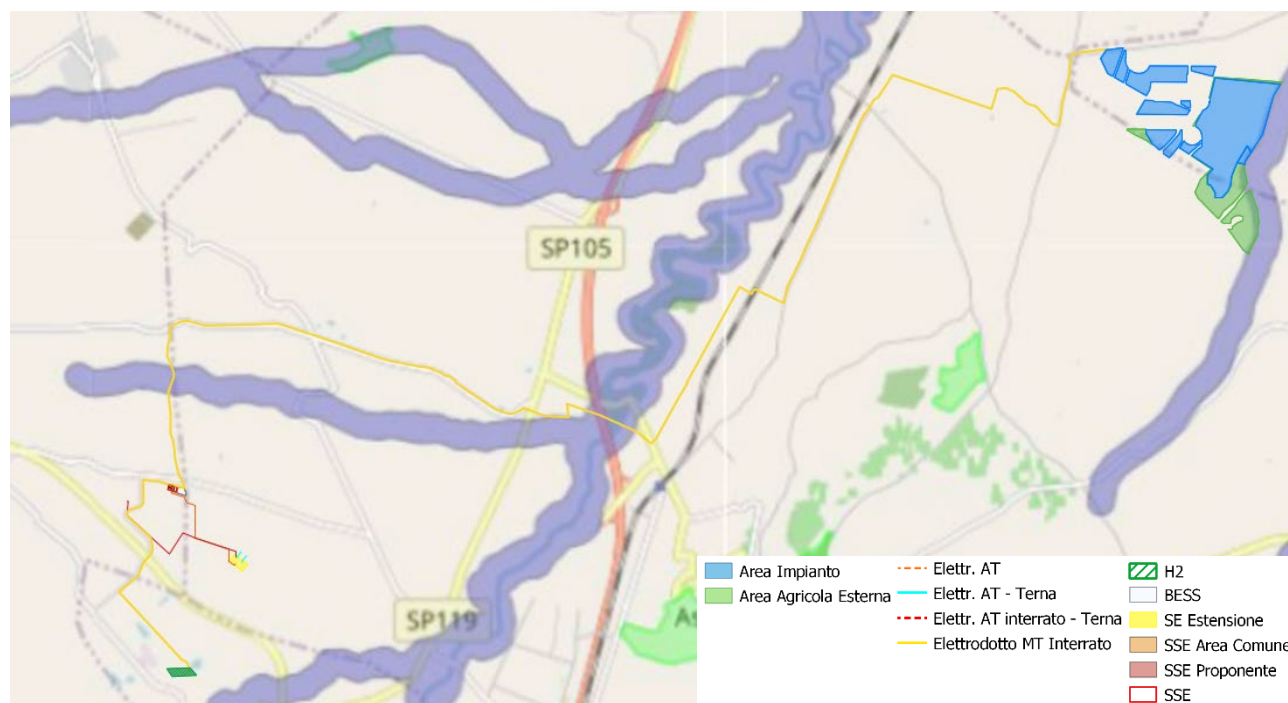 SP105
SP119
As
Area Impianto
Area Agricola Esterna
Elettr. AT
Elettr. AT - Terna
Elettr. AT interrato - Terna
Elettrodotto MT Interrato
H2
BESS
SE Estensione
SSE Area Comune
SSE Proponente
SSE